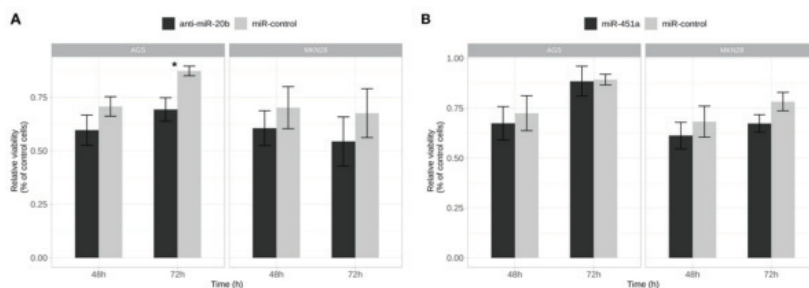 A
anti-miR-20b miR-control
AGS MKN28
*
0.75
0.50
0.25
0.00
Relative viability
(% of control cells)
48h 72h 48h 72h
Time (h)
B
miR-451a miR-control
AGS MKN28
1.00
0.75
0.50
0.25
0.00
Relative viability
(% of control cells)
48h 72h 48h 72h
Time (h)